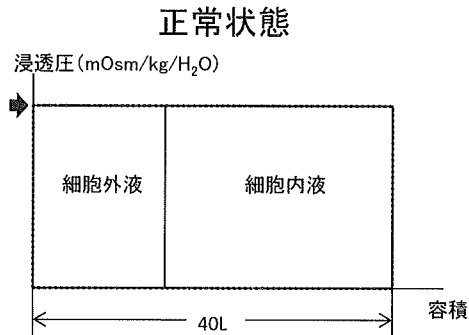 正常状態
浸透圧(mOsm/kg/H₂O)
細胞外液
細胞内液
容積
40L